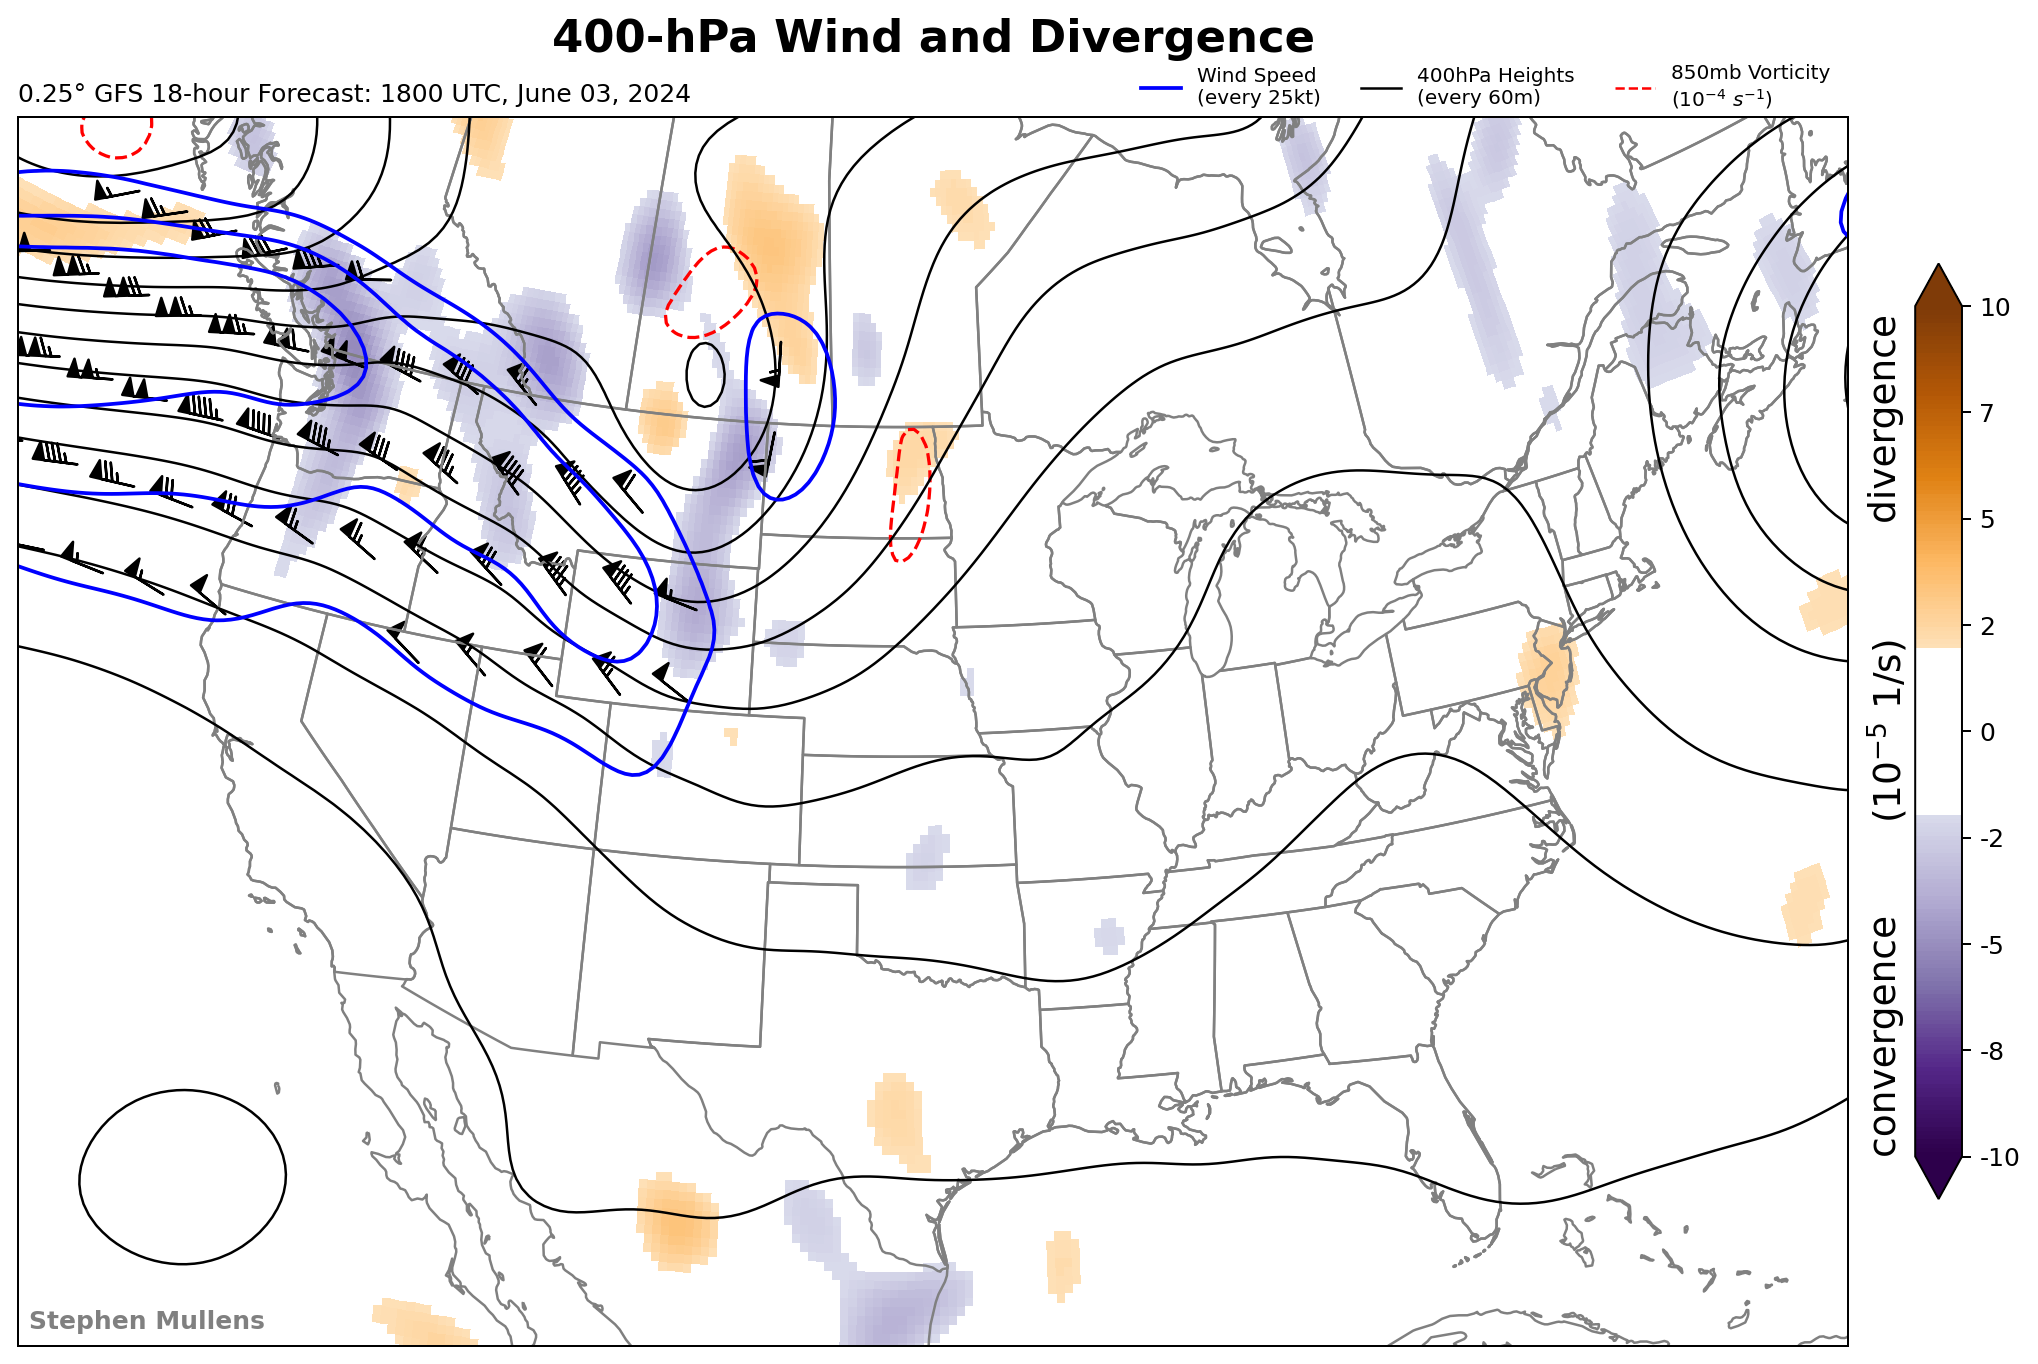 400-hPa Wind and Divergence
0.25° GFS 18-hour Forecast: 1800 UTC, June 03, 2024
Wind Speed
(every 25kt)
400hPa Heights
(every 60m)
850mb Vorticity
(10⁻⁴ s⁻¹)
10
7
5
2
0
-2
-5
-8
-10
convergence (10⁻⁵ 1/s) divergence
Stephen Mullens